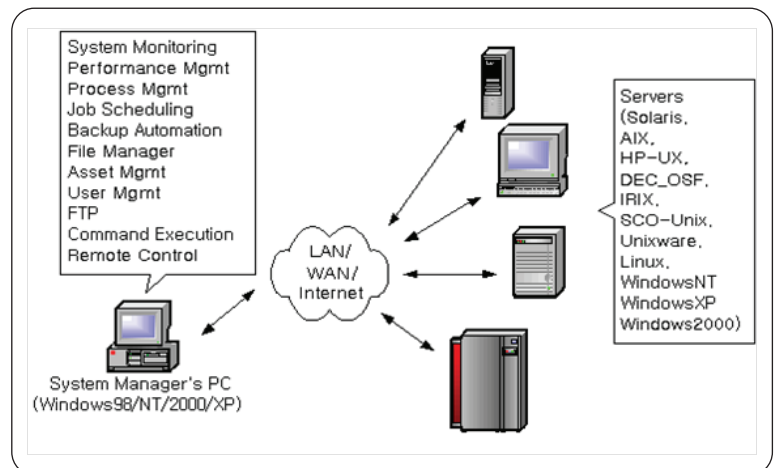 System Monitoring
Performance Mgmt
Process Mgmt
Job Scheduling
Backup Automation
File Manager
Asset Mgmt
User Mgmt
FTP
Command Execution
Remote Control
System Manager's PC
(Windows98/NT/2000/XP)
LAN/
WAN/
Internet
Servers
(Solaris,
AIX,
HP-UX,
DEC_OSF,
IRIX,
SCO-Unix,
Unixware,
Linux,
WindowsNT
WindowsXP
Windows2000)